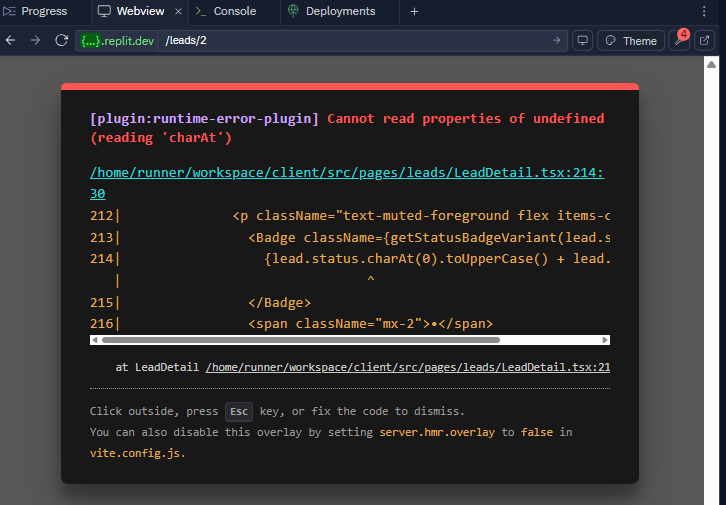 Progress Webview × Console Deployments +
{...}.replit.dev /leads/2 Theme 4
[plugin:runtime-error-plugin] Cannot read properties of undefined
(reading 'charAt')
/home/runner/workspace/client/src/pages/leads/LeadDetail.tsx:214:
30
212| <p className="text-muted-foreground flex items-c
213| <Badge className={getStatusBadgeVariant(lead.s
214| {lead.status.charAt(0).toUpperCase() + lead.
| ^
215| </Badge>
216| <span className="mx-2">•</span>
at LeadDetail /home/runner/workspace/client/src/pages/leads/LeadDetail.tsx:21
Click outside, press Esc key, or fix the code to dismiss.
You can also disable this overlay by setting server.hmr.overlay to false in
vite.config.js.